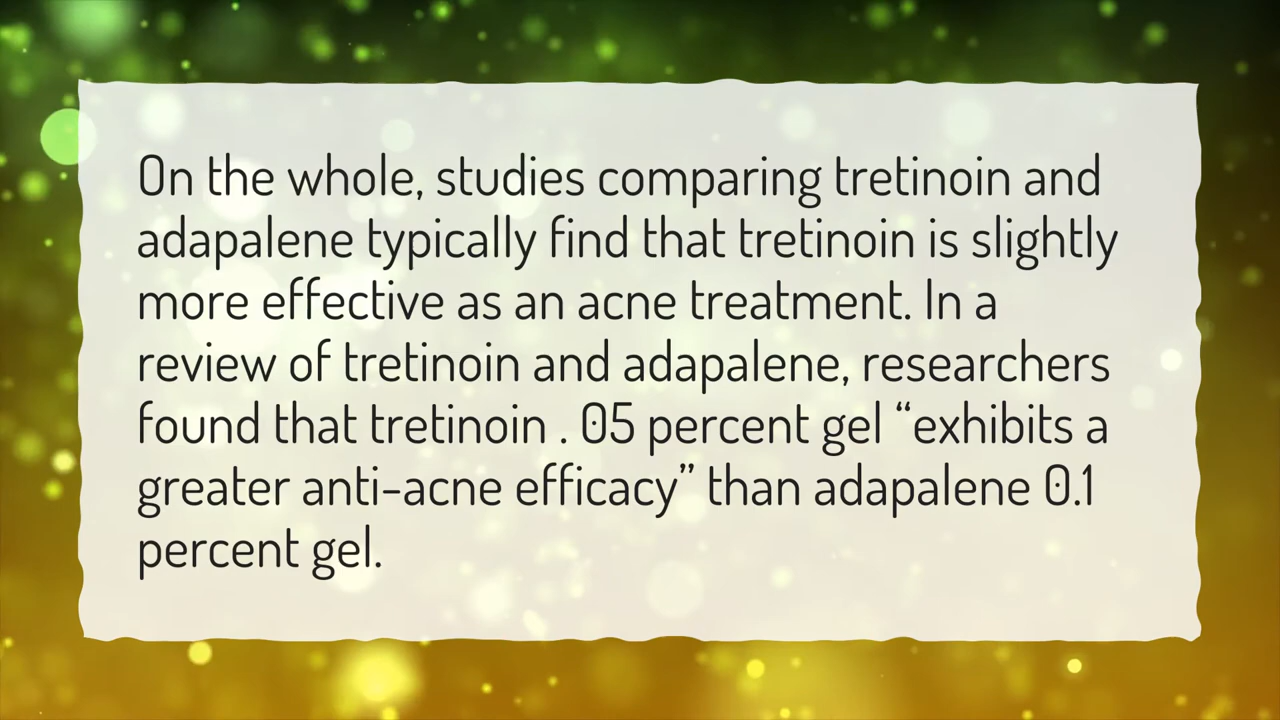 On the whole, studies comparing tretinoin and
adapalene typically find that tretinoin is slightly
more effective as an acne treatment. In a
review of tretinoin and adapalene, researchers
found that tretinoin . 05 percent gel “exhibits a
greater anti-acne efficacy” than adapalene 0.1
percent gel.